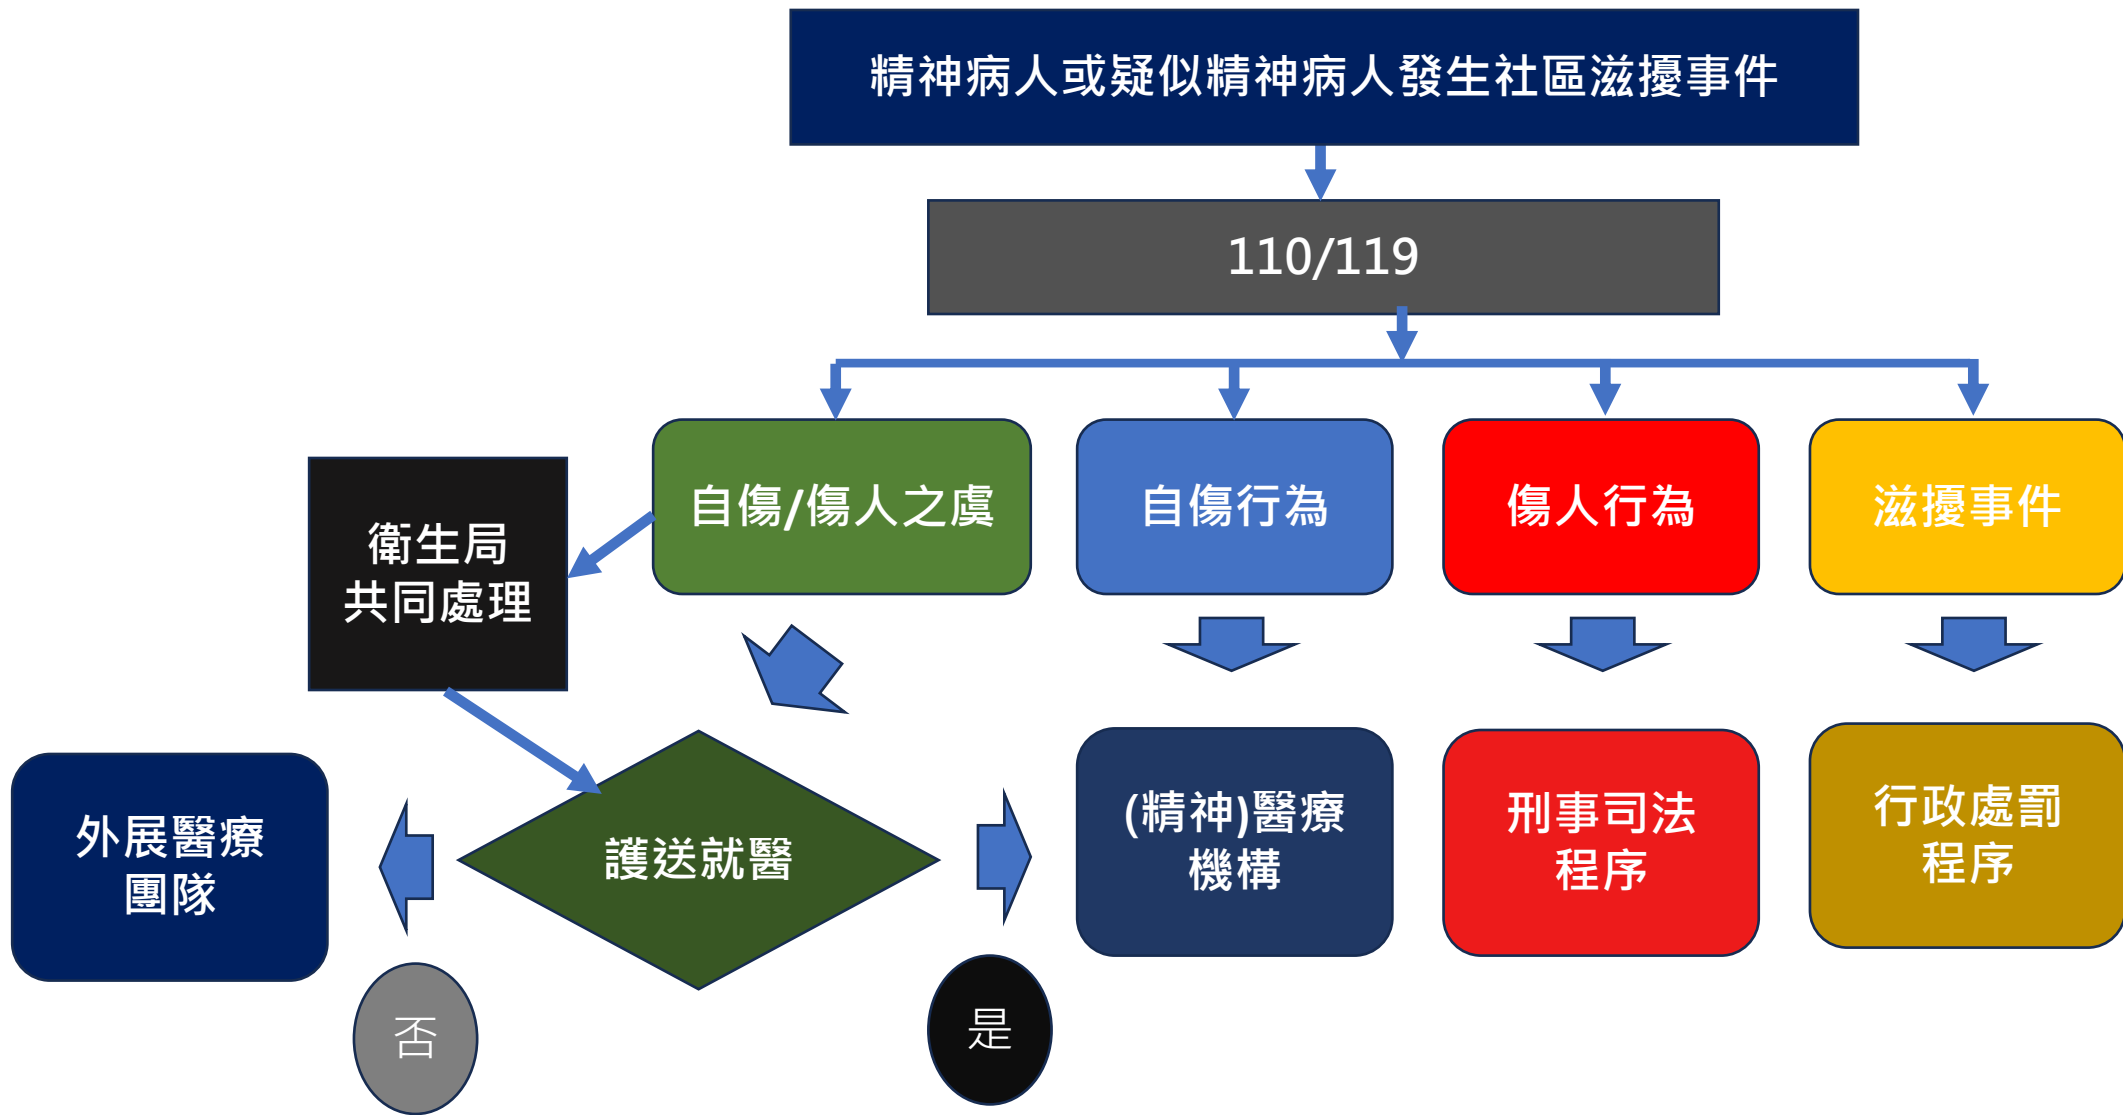 精神病人或疑似精神病人發生社區滋擾事件
110/119
自傷/傷人之虞
自傷行為
傷人行為
滋擾事件
衛生局
共同處理
外展醫療
團隊
護送就醫
(精神)醫療
機構
刑事司法
程序
行政處罰
程序
否
是